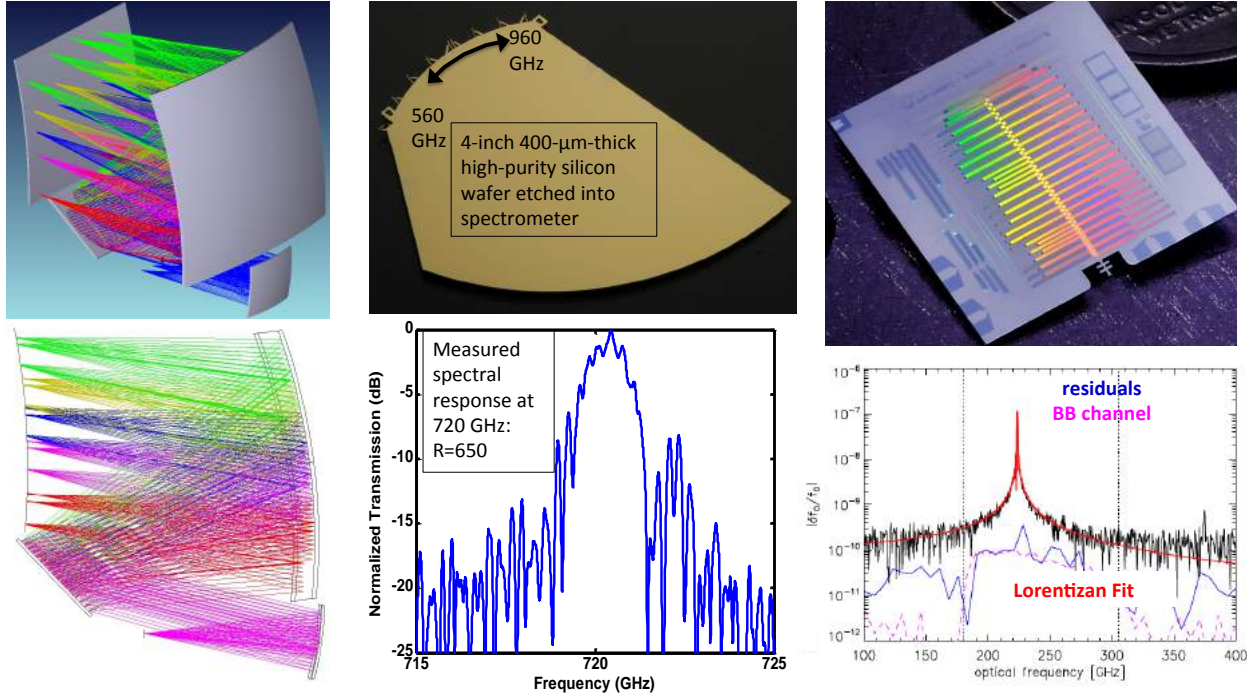 960
GHz
560
GHz
4-inch 400-μm-thick
high-purity silicon
wafer etched into
spectrometer
NCOL
TRUST
Measured
spectral
response at
720 GHz:
R=650
Normalized Transmission (dB)
0
-5
-10
-15
-20
-25
715
720
725
Frequency (GHz)
residuals
BB channel
Lorentizan Fit
|df₀/f₀|
10⁻⁶
10⁻⁷
10⁻⁸
10⁻⁹
10⁻¹⁰
10⁻¹¹
10⁻¹²
100
150
200
250
300
350
400
optical frequency [GHz]